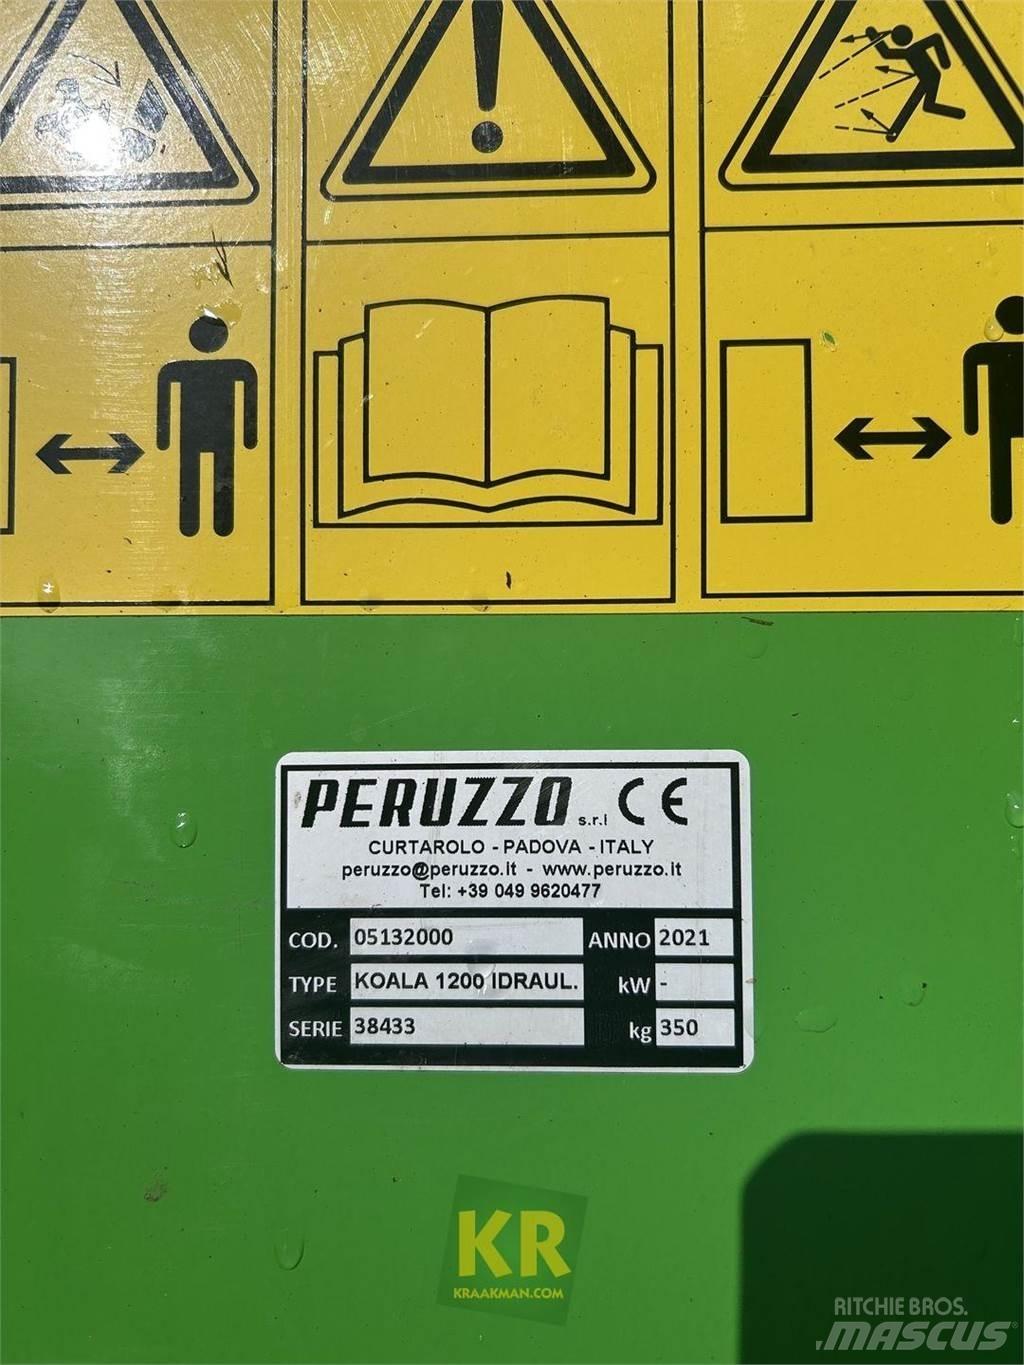 PERUZZO s.r.l CE
CURTAROLO - PADOVA - ITALY
peruzzo@peruzzo.it - www.peruzzo.it
Tel: +39 049 9620477
COD. 05132000 ANNO 2021
TYPE KOALA 1200 IDRAUL. kW -
SERIE 38433 kg 350
KR
KRAAKMAN.COM
RITCHIE BROS.
MASCUS